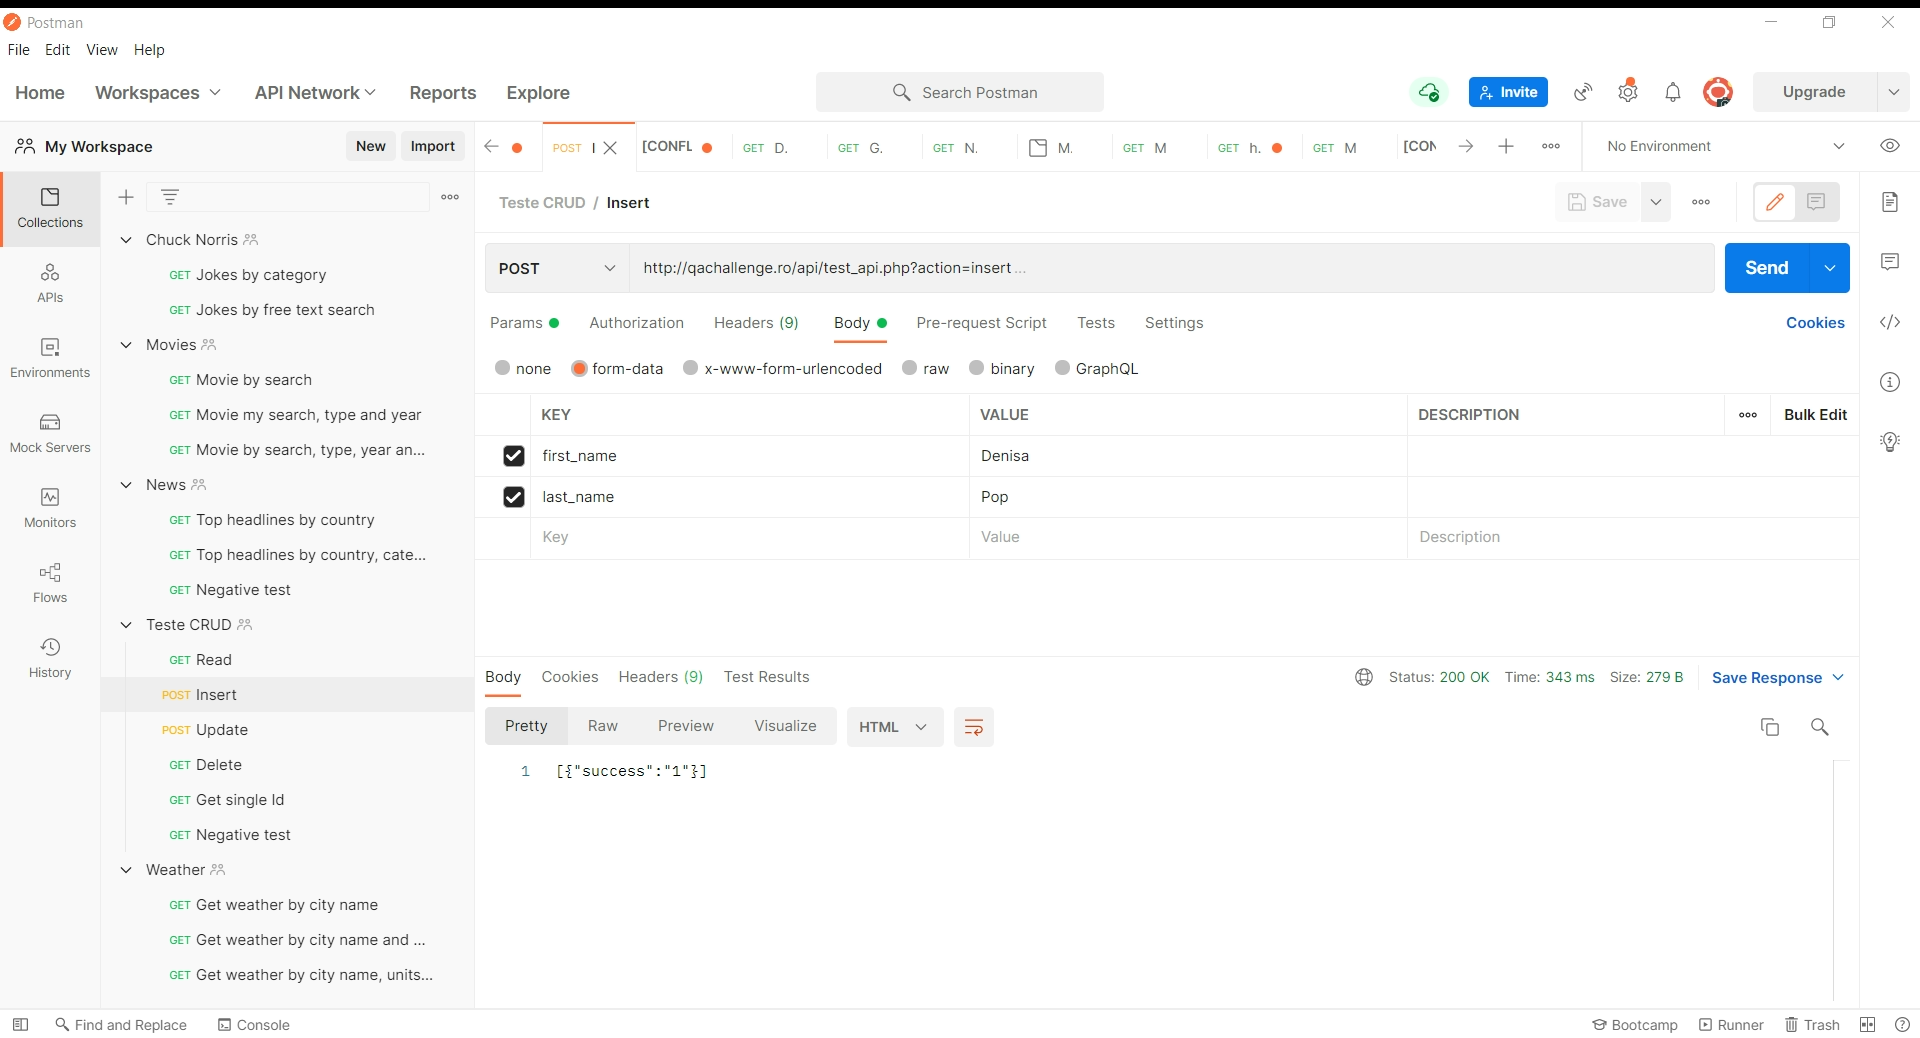 Postman
File Edit View Help
Home Workspaces API Network Reports Explore Search Postman Invite Upgrade
My Workspace New Import POST I [CONFL GET D. GET G. GET N. M. GET M GET h. GET M [CON No Environment
Collections
APIs
Environments
Mock Servers
Monitors
Flows
History
Chuck Norris
GET Jokes by category
GET Jokes by free text search
Movies
GET Movie by search
GET Movie my search, type and year
GET Movie by search, type, year an...
News
GET Top headlines by country
GET Top headlines by country, cate...
GET Negative test
Teste CRUD
GET Read
POST Insert
POST Update
GET Delete
GET Get single Id
GET Negative test
Weather
GET Get weather by city name
GET Get weather by city name and ...
GET Get weather by city name, units...
Teste CRUD / Insert Save
POST http://qachallenge.ro/api/test_api.php?action=insert ... Send
Params Authorization Headers (9) Body Pre-request Script Tests Settings Cookies
none form-data x-www-form-urlencoded raw binary GraphQL
KEY VALUE DESCRIPTION Bulk Edit
first_name Denisa
last_name Pop
Key Value Description
Body Cookies Headers (9) Test Results Status: 200 OK Time: 343 ms Size: 279 B Save Response
Pretty Raw Preview Visualize HTML
1 [{"success":"1"}]
Find and Replace Console Bootcamp Runner Trash